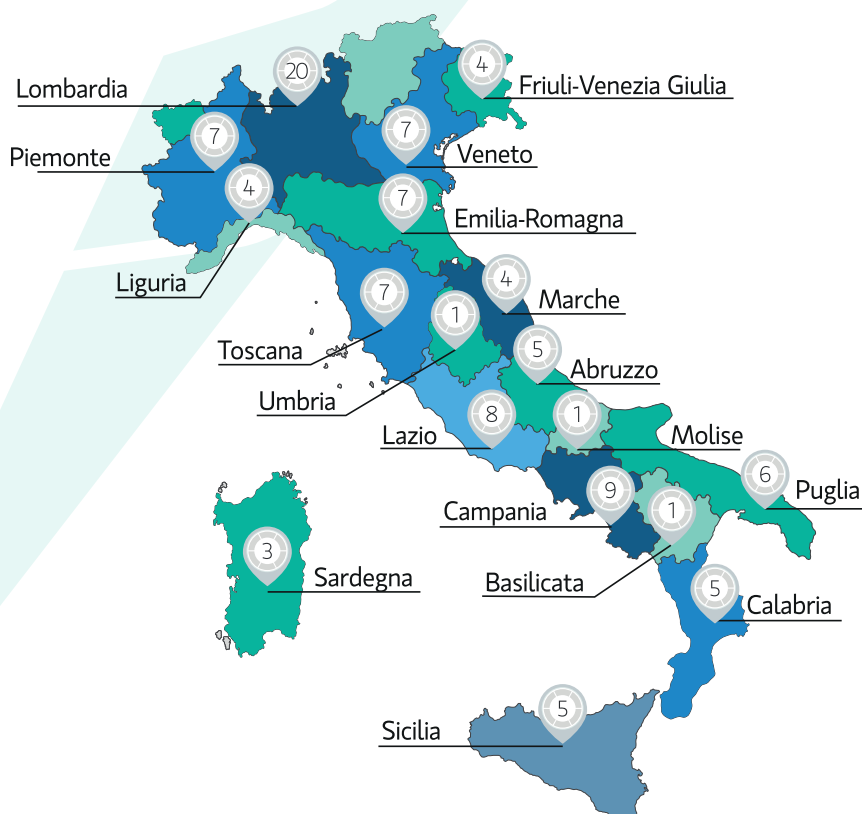 20
Lombardia
4
Friuli-Venezia Giulia
7
Piemonte
7
Veneto
4
Liguria
7
Emilia-Romagna
7
Toscana
4
Marche
1
Umbria
5
Abruzzo
8
Lazio
1
Molise
6
Puglia
9
Campania
1
Basilicata
3
Sardegna
5
Calabria
5
Sicilia